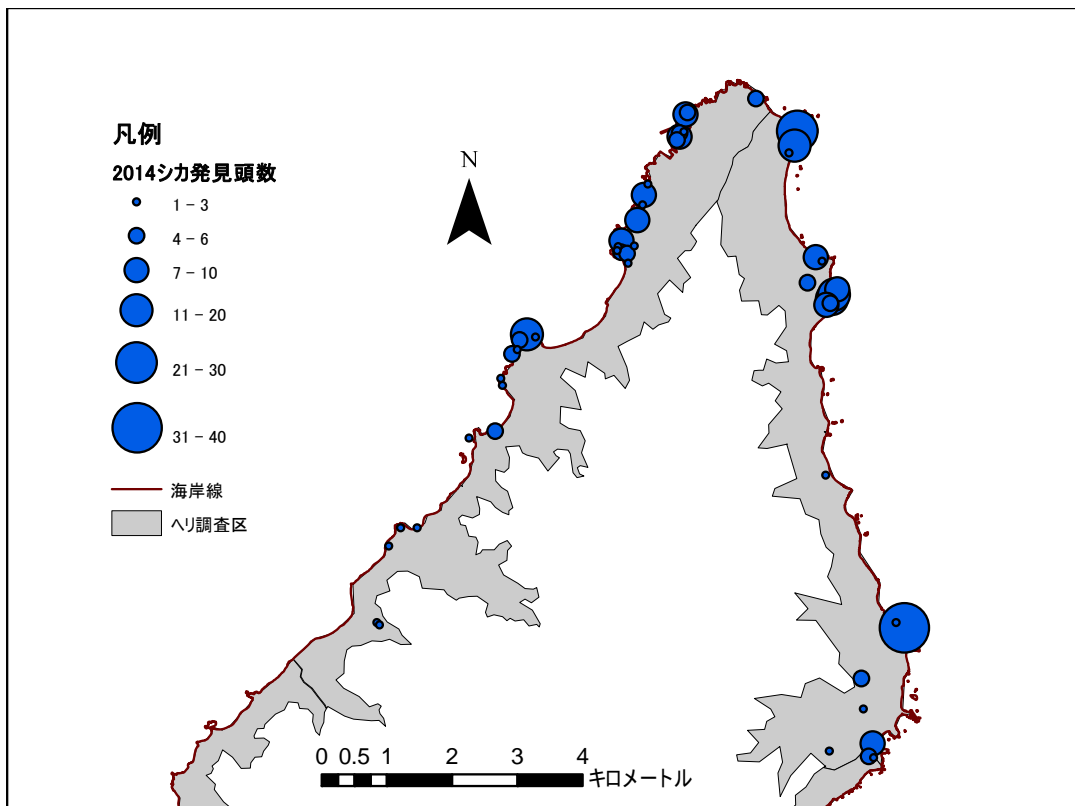 凡例
2014シカ発見頭数
1 - 3
4 - 6
7 - 10
11 - 20
21 - 30
31 - 40
海岸線
ヘリ調査区
N
0 0.5 1 2 3 4
キロメートル